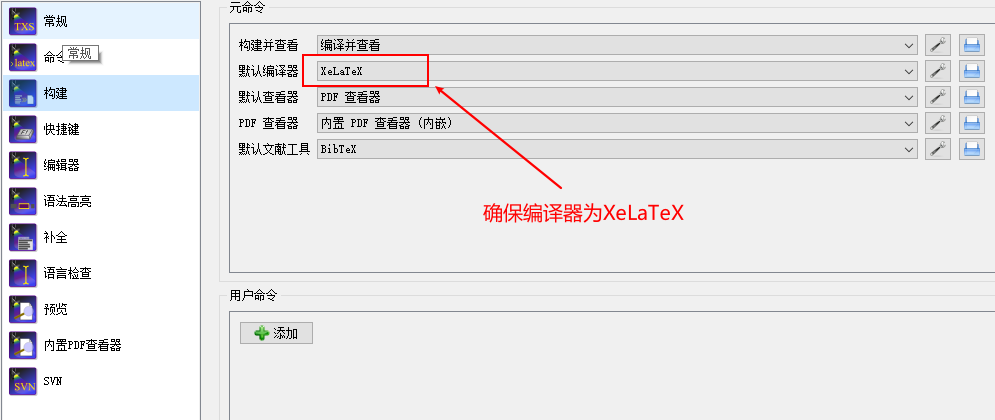 常规
命令
常规
构建
快捷键
编辑器
语法高亮
补全
语言检查
预览
内置PDF查看器
SVN
元命令
构建并查看 编译并查看
默认编译器 XeLaTeX
默认查看器 PDF 查看器
PDF 查看器 内置 PDF 查看器 (内嵌)
默认文献工具 BibTeX
确保编译器为XeLaTeX
用户命令
添加